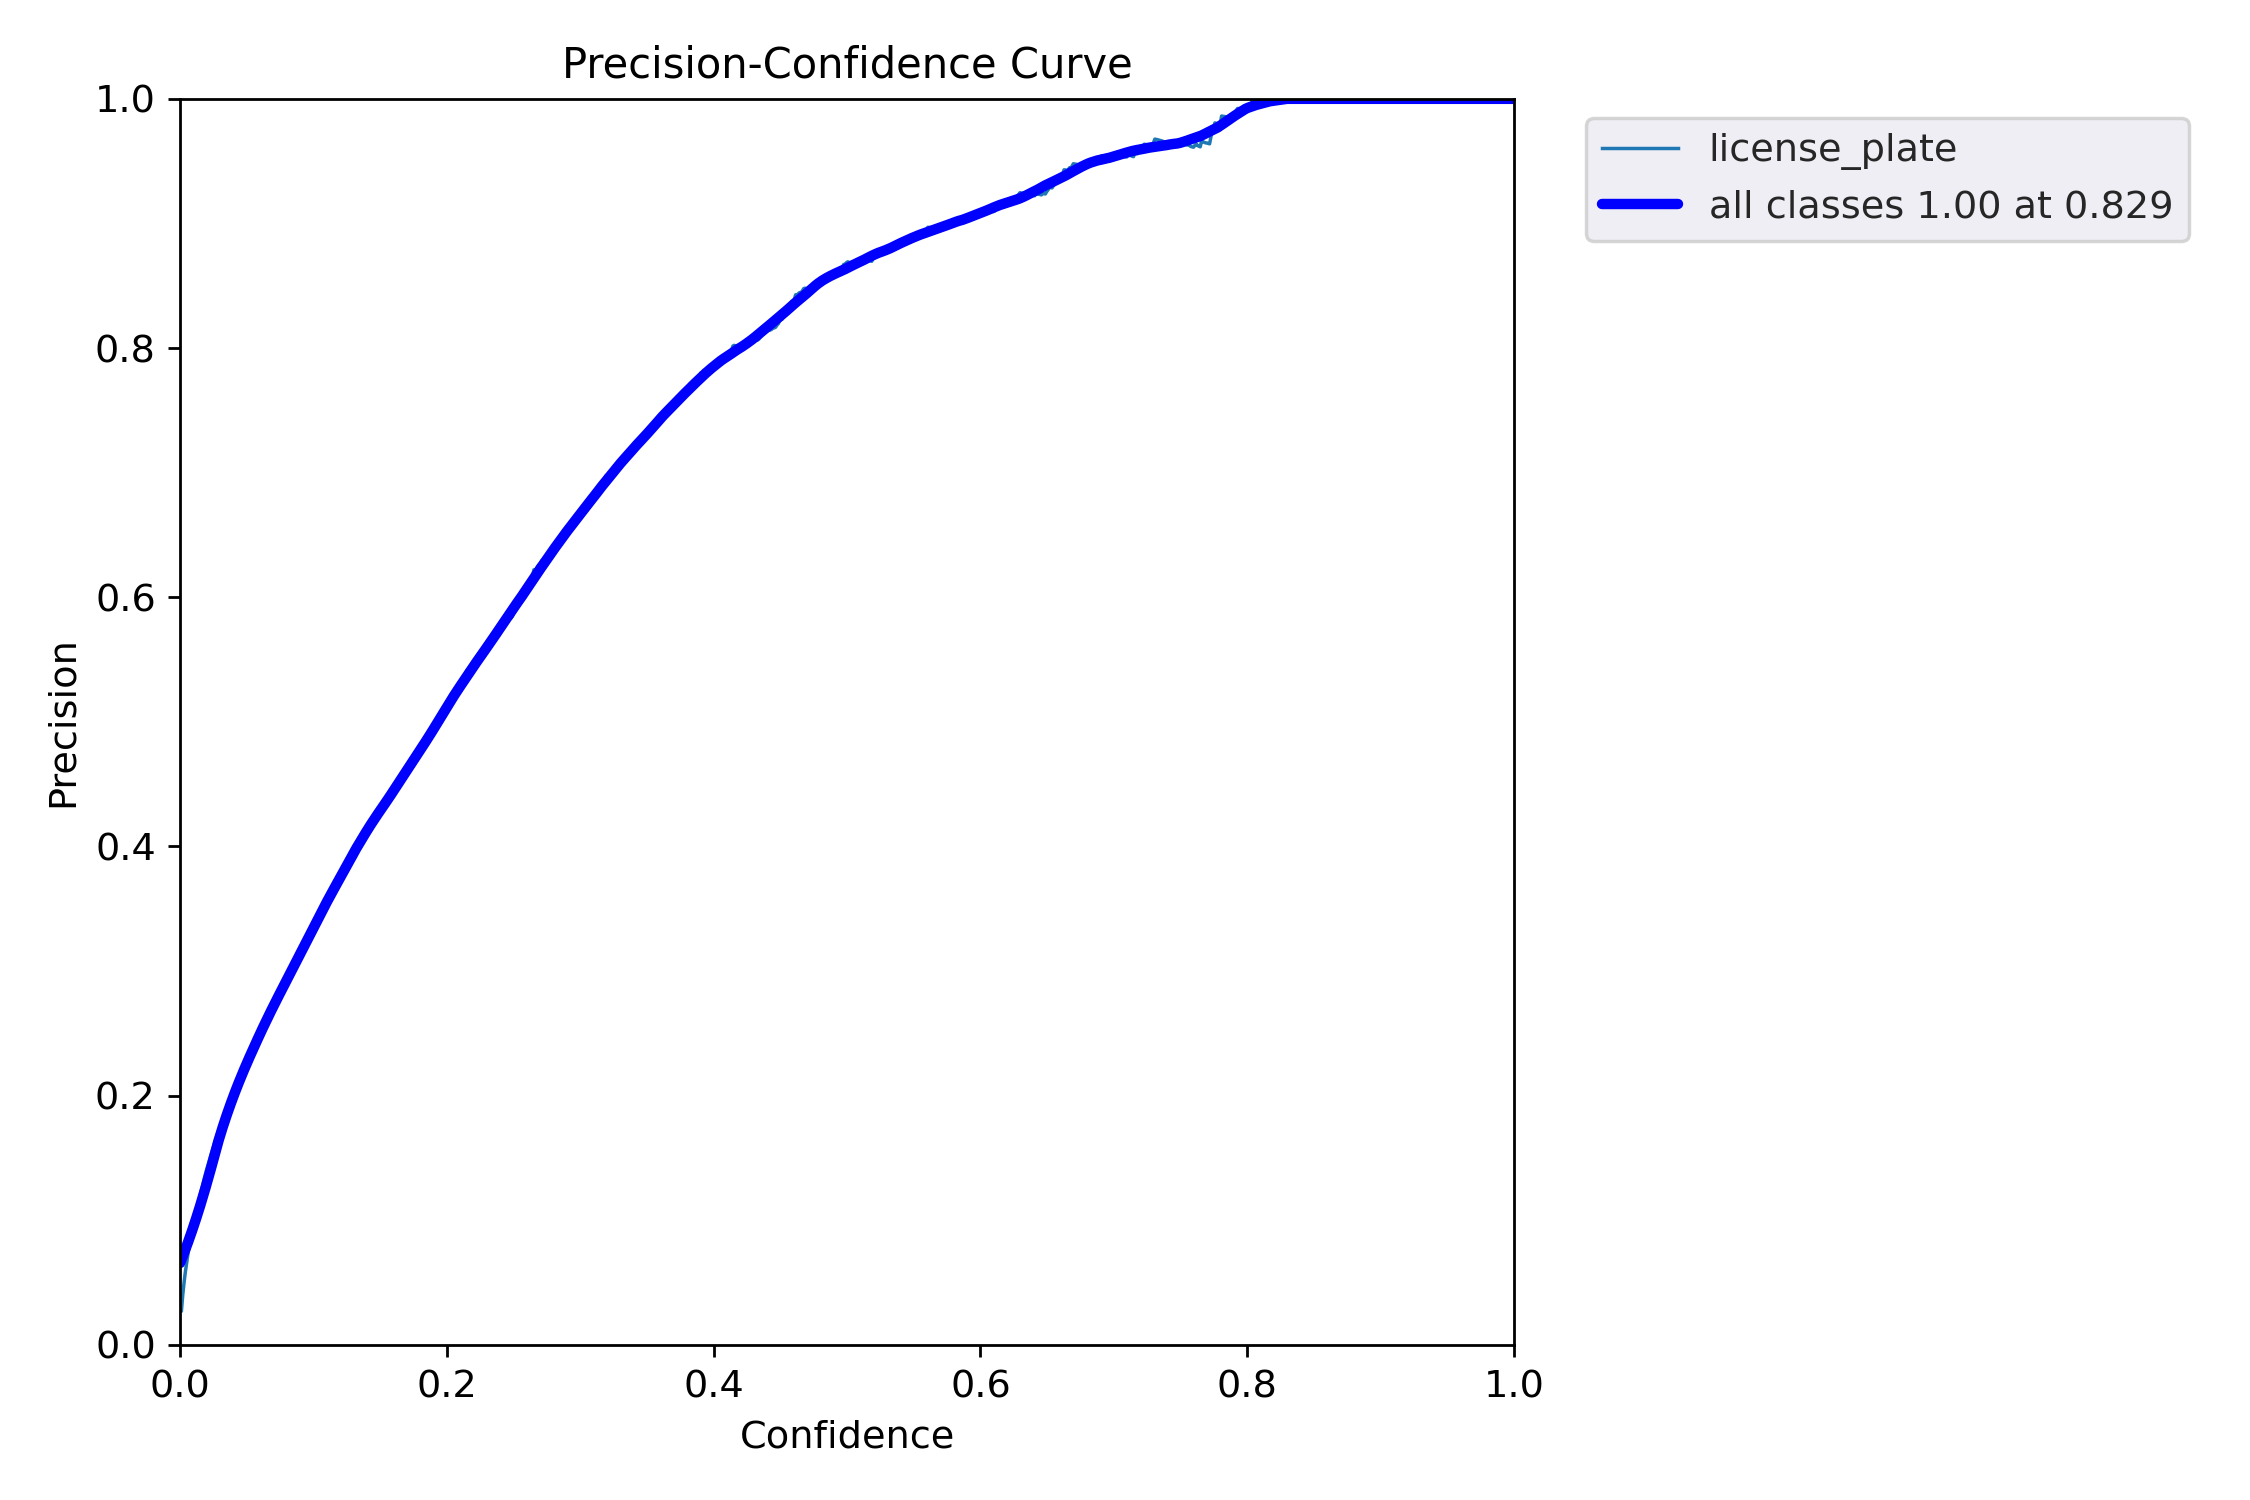 Precision-Confidence Curve
1.0
0.8
0.6
0.4
0.2
0.0
Precision
0.0 0.2 0.4 0.6 0.8 1.0
Confidence
license_plate
all classes 1.00 at 0.829